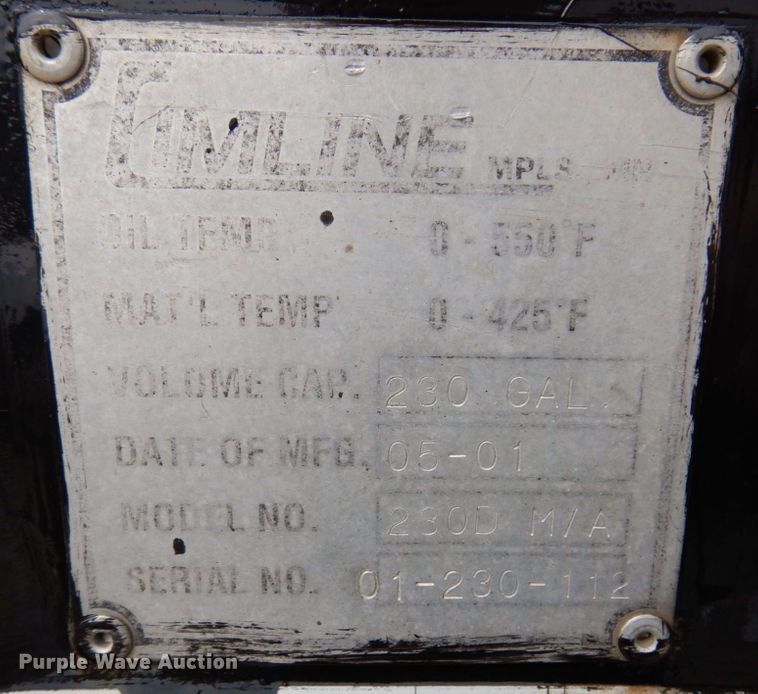 CIMLINE MPLS.
OIL TEMP 0 - 550°F
MAT'L TEMP 0 - 425°F
VOLUME CAP. 230 GAL.
DATE OF MFG. 05-01
MODEL NO. 230D M/A
SERIAL NO. 01-230-112
Purple Wave Auction